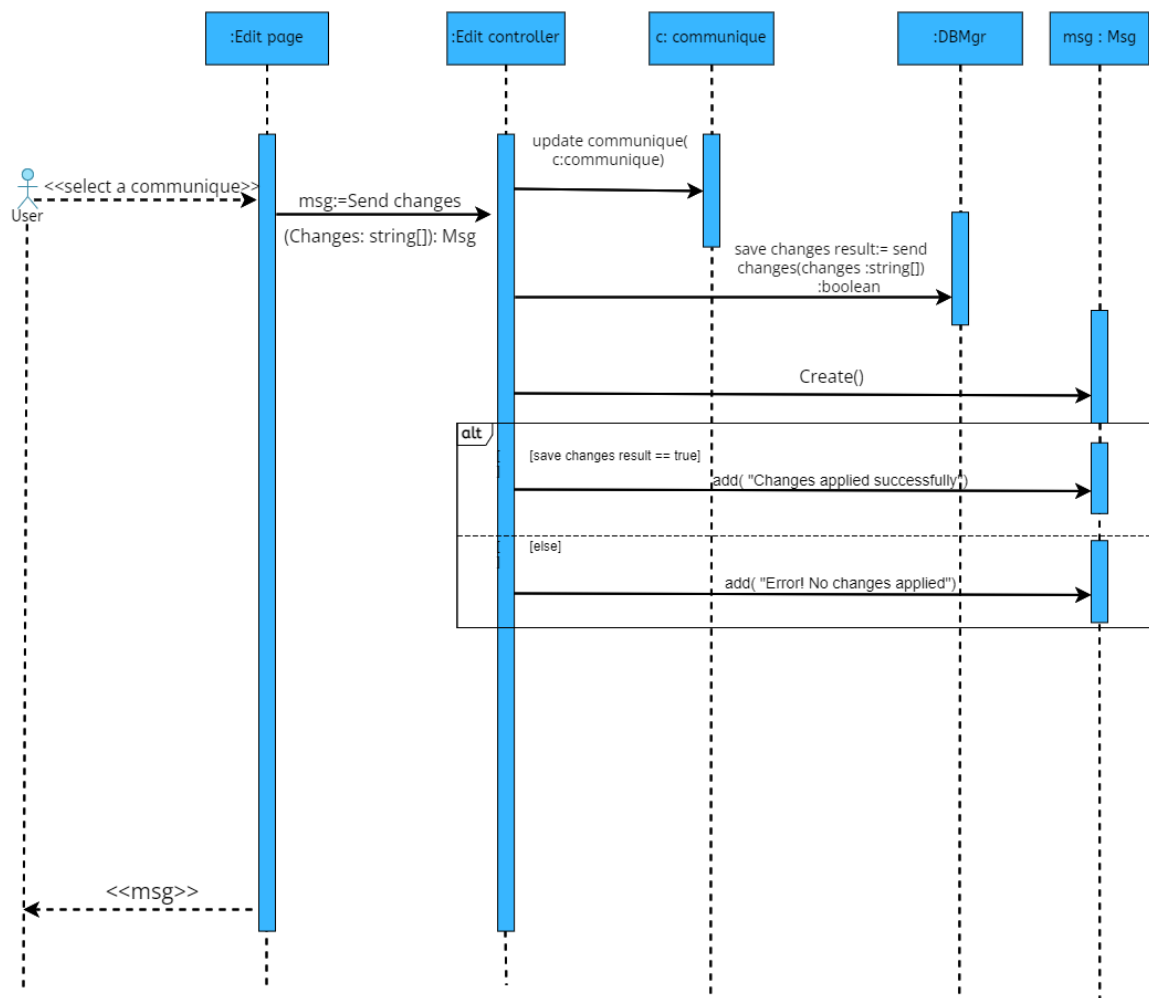 :Edit page
:Edit controller
c: communique
:DBMgr
msg : Msg
update communique(
c:communique)
<<select a communique>>
User
msg:=Send changes
(Changes: string[]): Msg
save changes result:= send
changes(changes :string[])
:boolean
Create()
alt
[save changes result == true]
add( "Changes applied successfully")
[else]
add( "Error! No changes applied")
<<msg>>